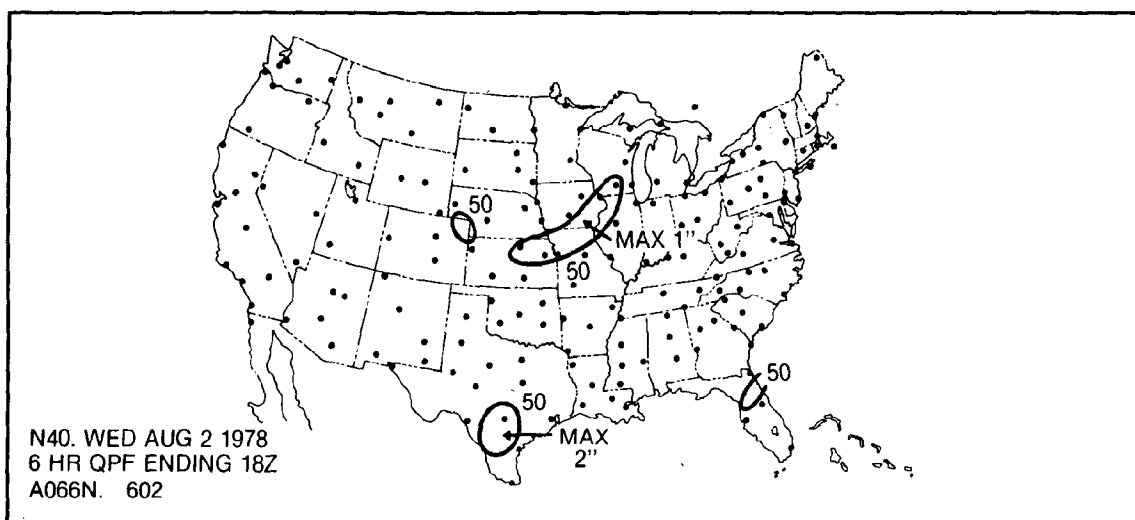 50
MAX 1"
50
50
50
MAX
2"
N40. WED AUG 2 1978
6 HR QPF ENDING 18Z
A066N. 602